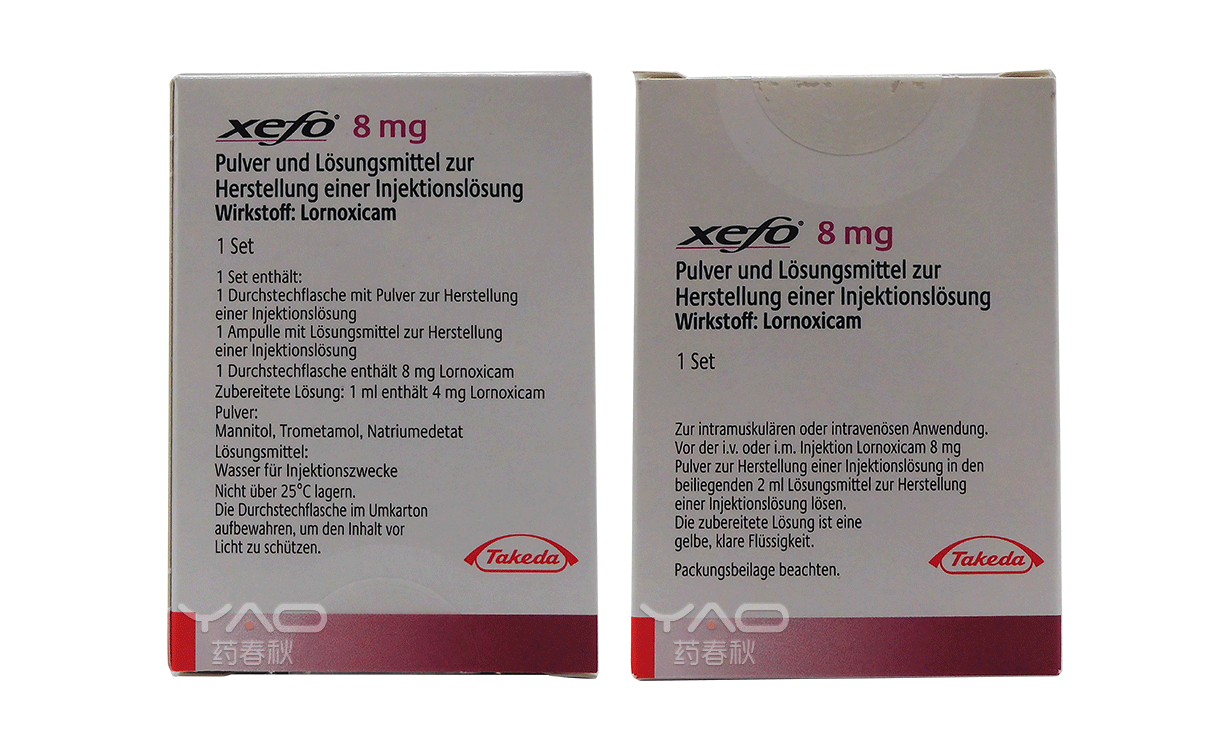 xefo® 8 mg
Pulver und Lösungsmittel zur
Herstellung einer Injektionslösung
Wirkstoff: Lornoxicam
1 Set
1 Set enthält:
1 Durchstechflasche mit Pulver zur Herstellung
einer Injektionslösung
1 Ampulle mit Lösungsmittel zur Herstellung
einer Injektionslösung
1 Durchstechflasche enthält 8 mg Lornoxicam
Zubereitete Lösung: 1 ml enthält 4 mg Lornoxicam
Pulver:
Mannitol, Trometamol, Natriumedetat
Lösungsmittel:
Wasser für Injektionszwecke
Nicht über 25°C lagern.
Die Durchstechflasche im Umkarton
aufbewahren, um den Inhalt vor
Licht zu schützen.
Takeda
YAO
药春秋
xefo® 8 mg
Pulver und Lösungsmittel zur
Herstellung einer Injektionslösung
Wirkstoff: Lornoxicam
1 Set
Zur intramuskulären oder intravenösen Anwendung.
Vor der i.v. oder i.m. Injektion Lornoxicam 8 mg
Pulver zur Herstellung einer Injektionslösung in den
beiliegenden 2 ml Lösungsmittel zur Herstellung
einer Injektionslösung lösen.
Die zubereitete Lösung ist eine
gelbe, klare Flüssigkeit.
Packungsbeilage beachten.
Takeda
YAO
药春秋